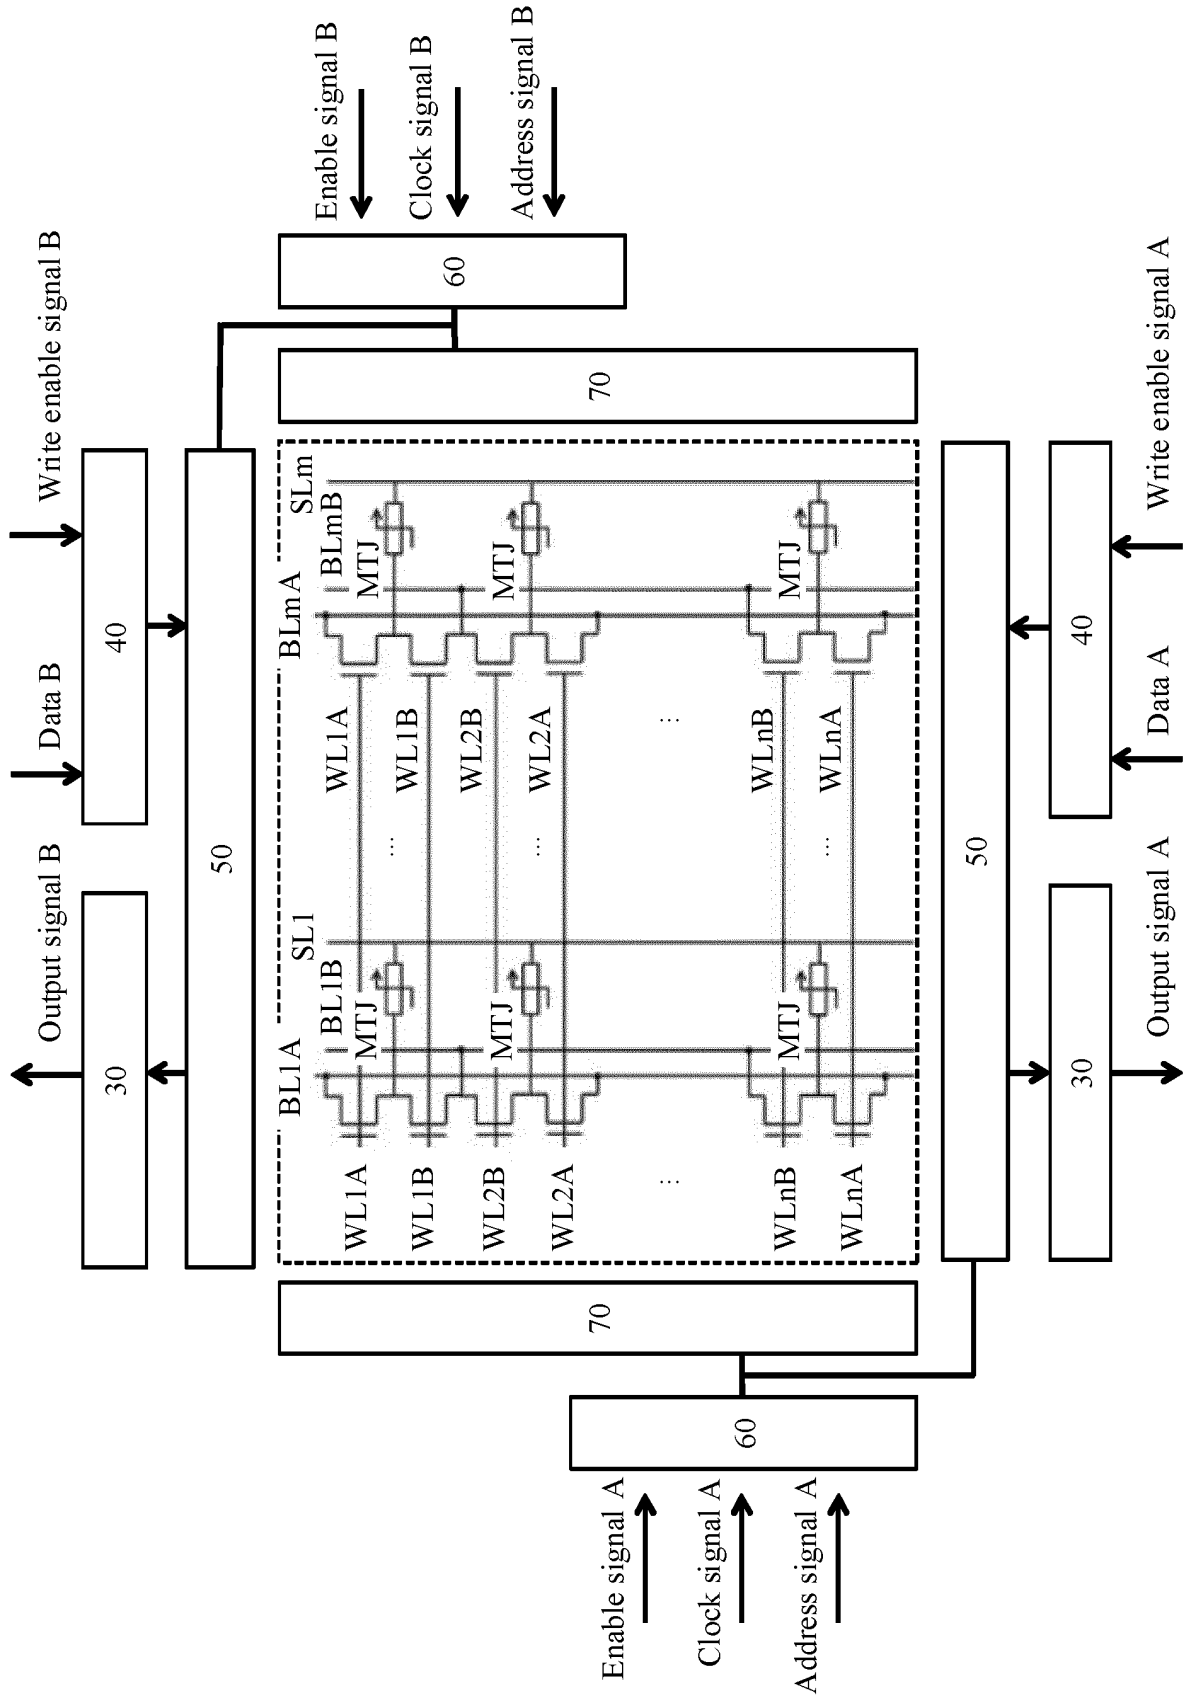 Output signal B
Data B
Write enable signal B
30
40
50
60
Enable signal B
Clock signal B
Address signal B
70
BL1A
BL1B
SL1
BLmA
BLmB
SLm
WL1A
MTJ
WL1A
MTJ
WL1B
...
WL1B
WL2B
MTJ
WL2B
MTJ
WL2A
...
WL2A
...
...
WLnB
MTJ
WLnB
MTJ
WLnA
...
WLnA
70
60
Enable signal A
Clock signal A
Address signal A
50
30
40
Output signal A
Data A
Write enable signal A